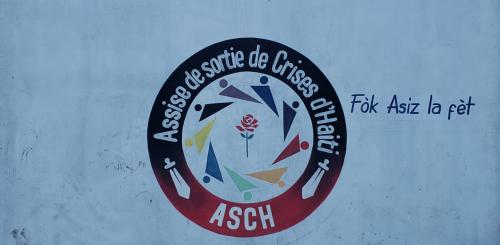 Assise de sortie de Crises d'Haiti
ASCH
Fòk Asiz la fèt